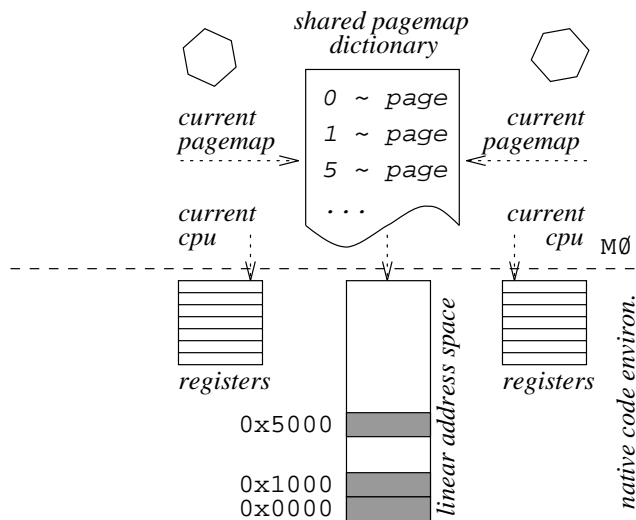 shared pagemap
dictionary
0 ~ page
1 ~ page
5 ~ page
...
current
pagemap
current
pagemap
current
cpu
current
cpu
MØ
registers
registers
linear address space
native code environ.
0x5000
0x1000
0x0000